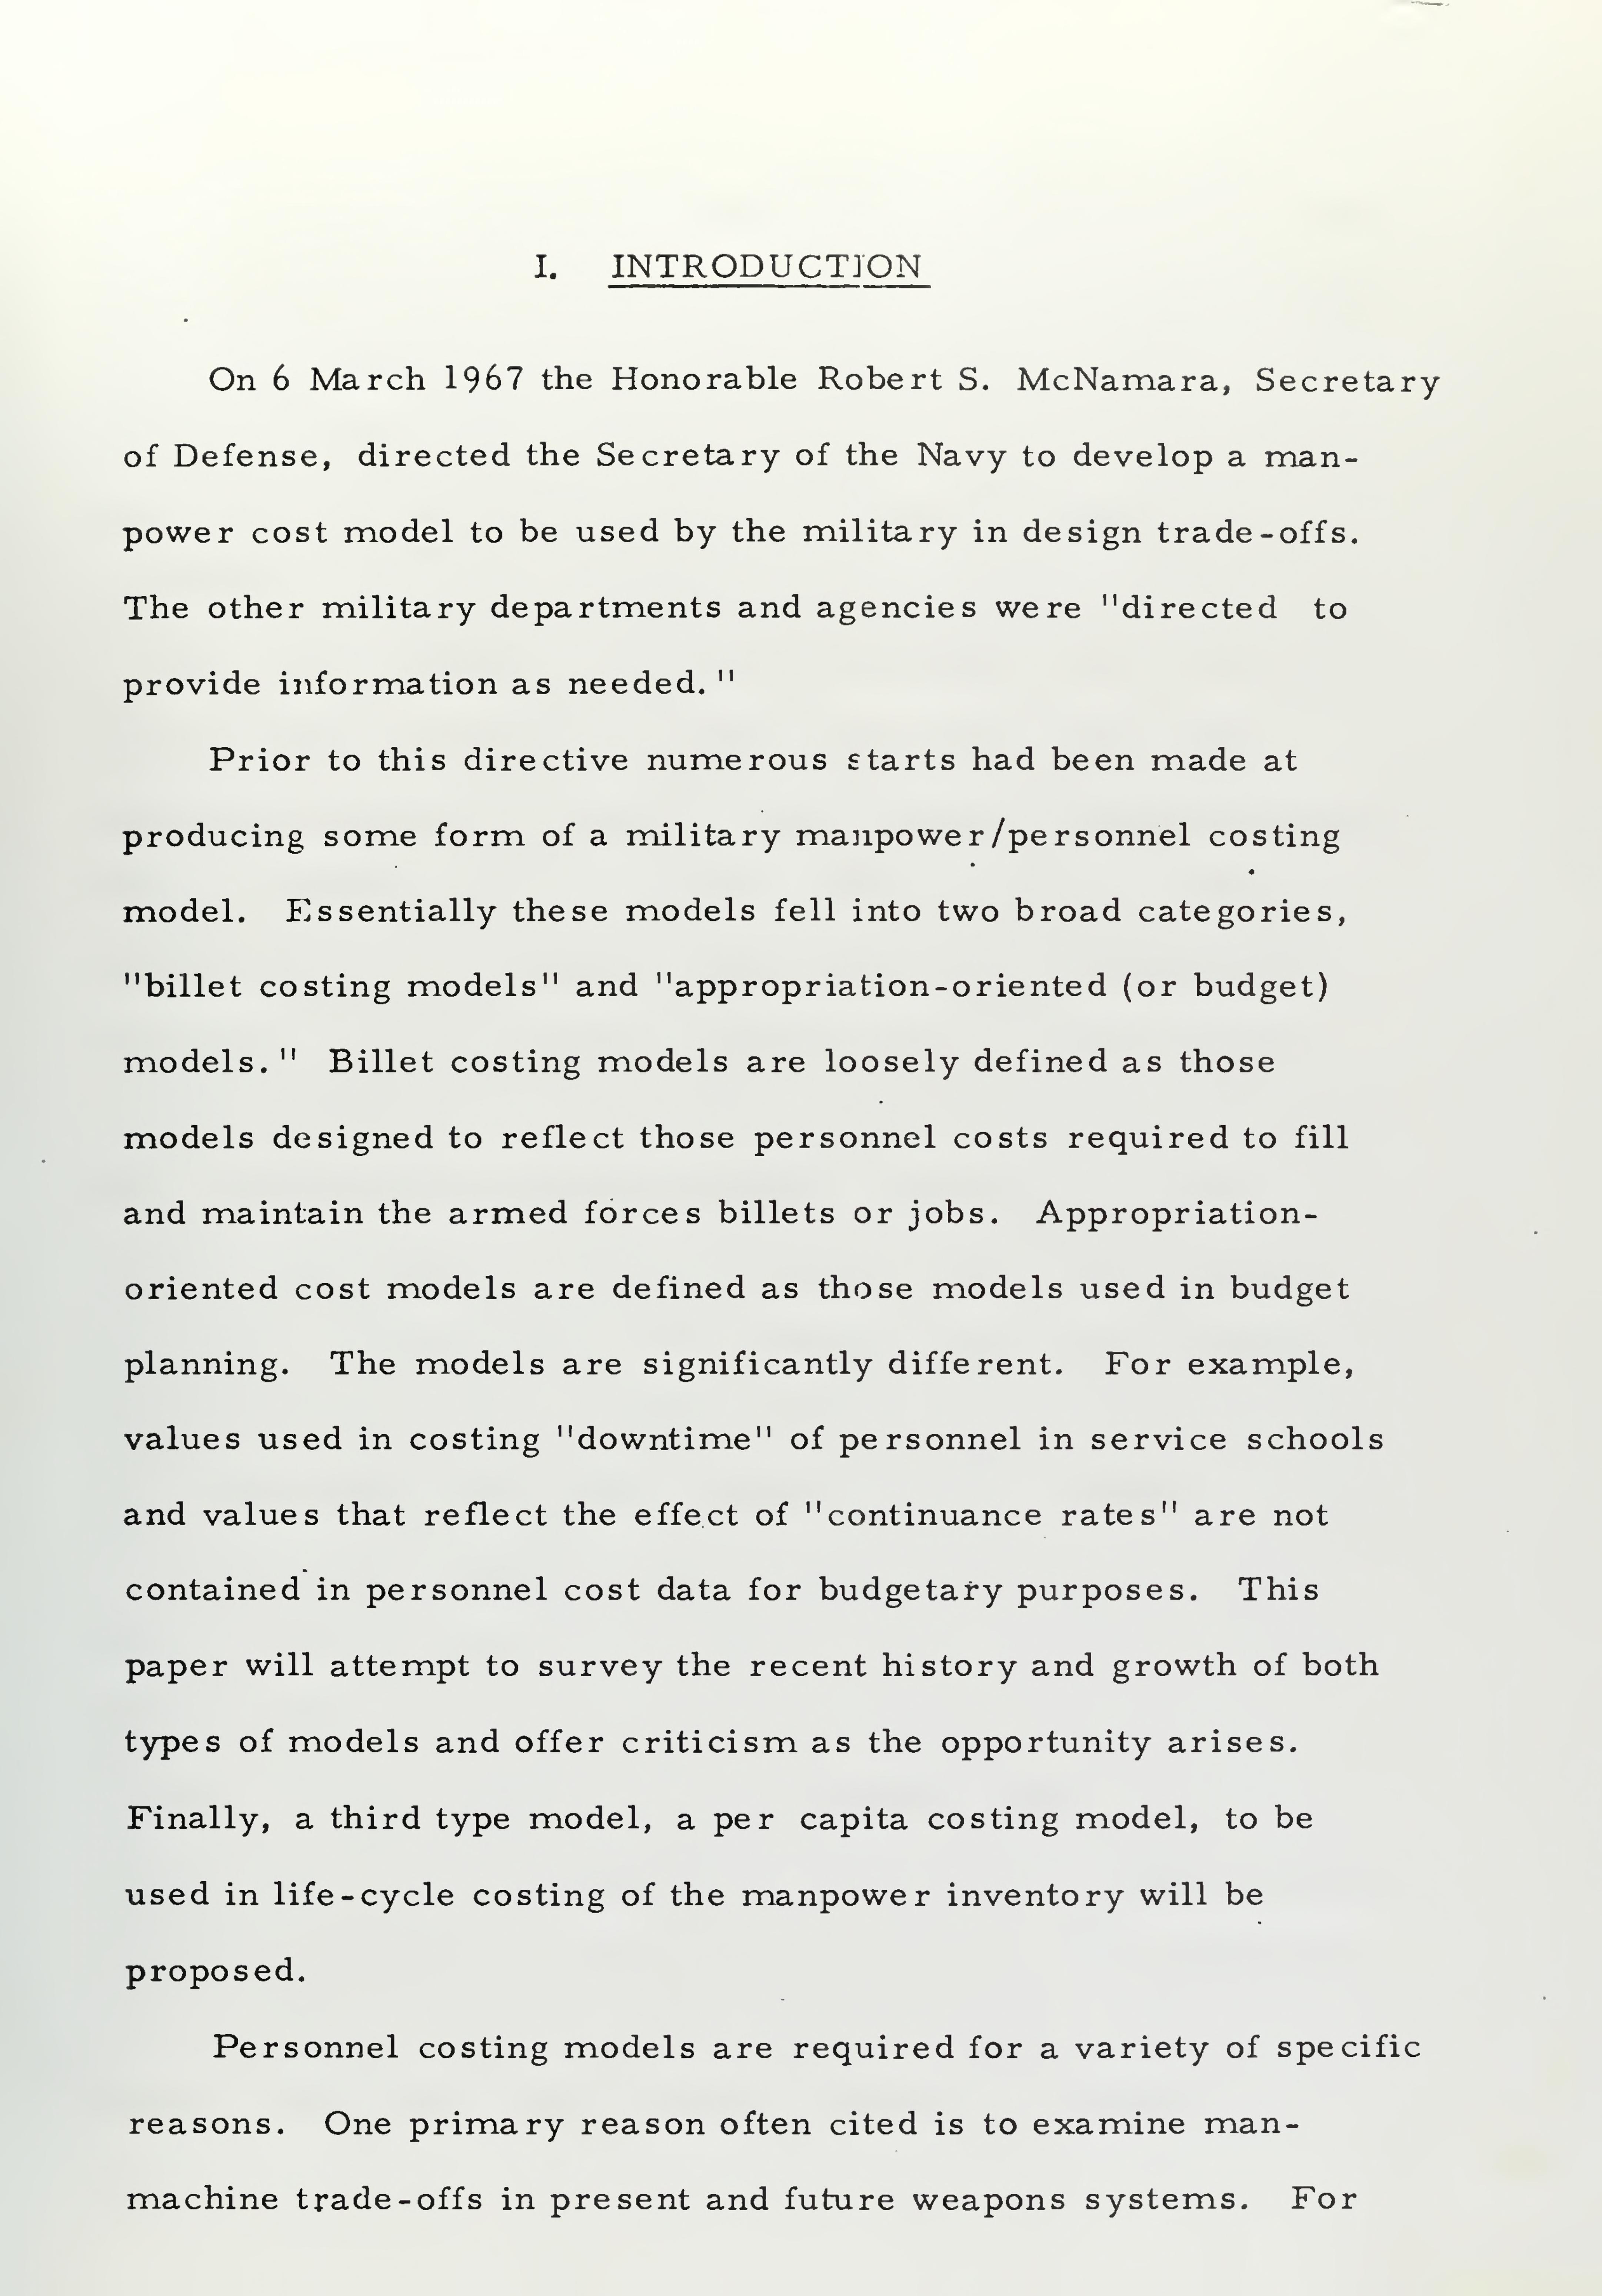 I. INTRODUCTION
On 6 March 1967 the Honorable Robert S. McNamara, Secretary
of Defense, directed the Secretary of the Navy to develop a man-
power cost model to be used by the military in design trade-offs.
The other military departments and agencies were "directed to
provide information as needed."
Prior to this directive numerous starts had been made at
producing some form of a military manpower/personnel costing
model. Essentially these models fell into two broad categories,
"billet costing models" and "appropriation-oriented (or budget)
models." Billet costing models are loosely defined as those
models designed to reflect those personnel costs required to fill
and maintain the armed forces billets or jobs. Appropriation-
oriented cost models are defined as those models used in budget
planning. The models are significantly different. For example,
values used in costing "downtime" of personnel in service schools
and values that reflect the effect of "continuance rates" are not
contained in personnel cost data for budgetary purposes. This
paper will attempt to survey the recent history and growth of both
types of models and offer criticism as the opportunity arises.
Finally, a third type model, a per capita costing model, to be
used in life-cycle costing of the manpower inventory will be
proposed.
Personnel costing models are required for a variety of specific
reasons. One primary reason often cited is to examine man-
machine trade-offs in present and future weapons systems. For